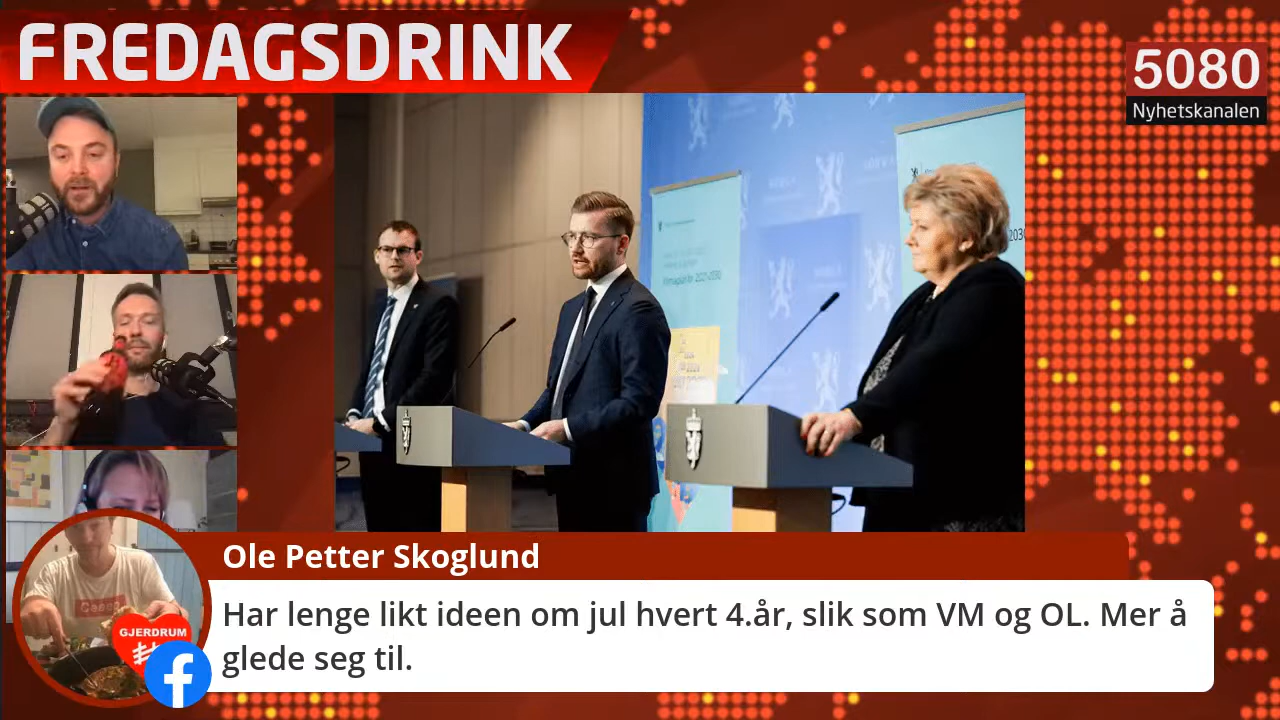 FREDAGSDRINK
5080
Nyhetskanalen
GJERDRUM
Ole Petter Skoglund
Har lenge likt ideen om jul hvert 4.år, slik som VM og OL. Mer å
glede seg til.